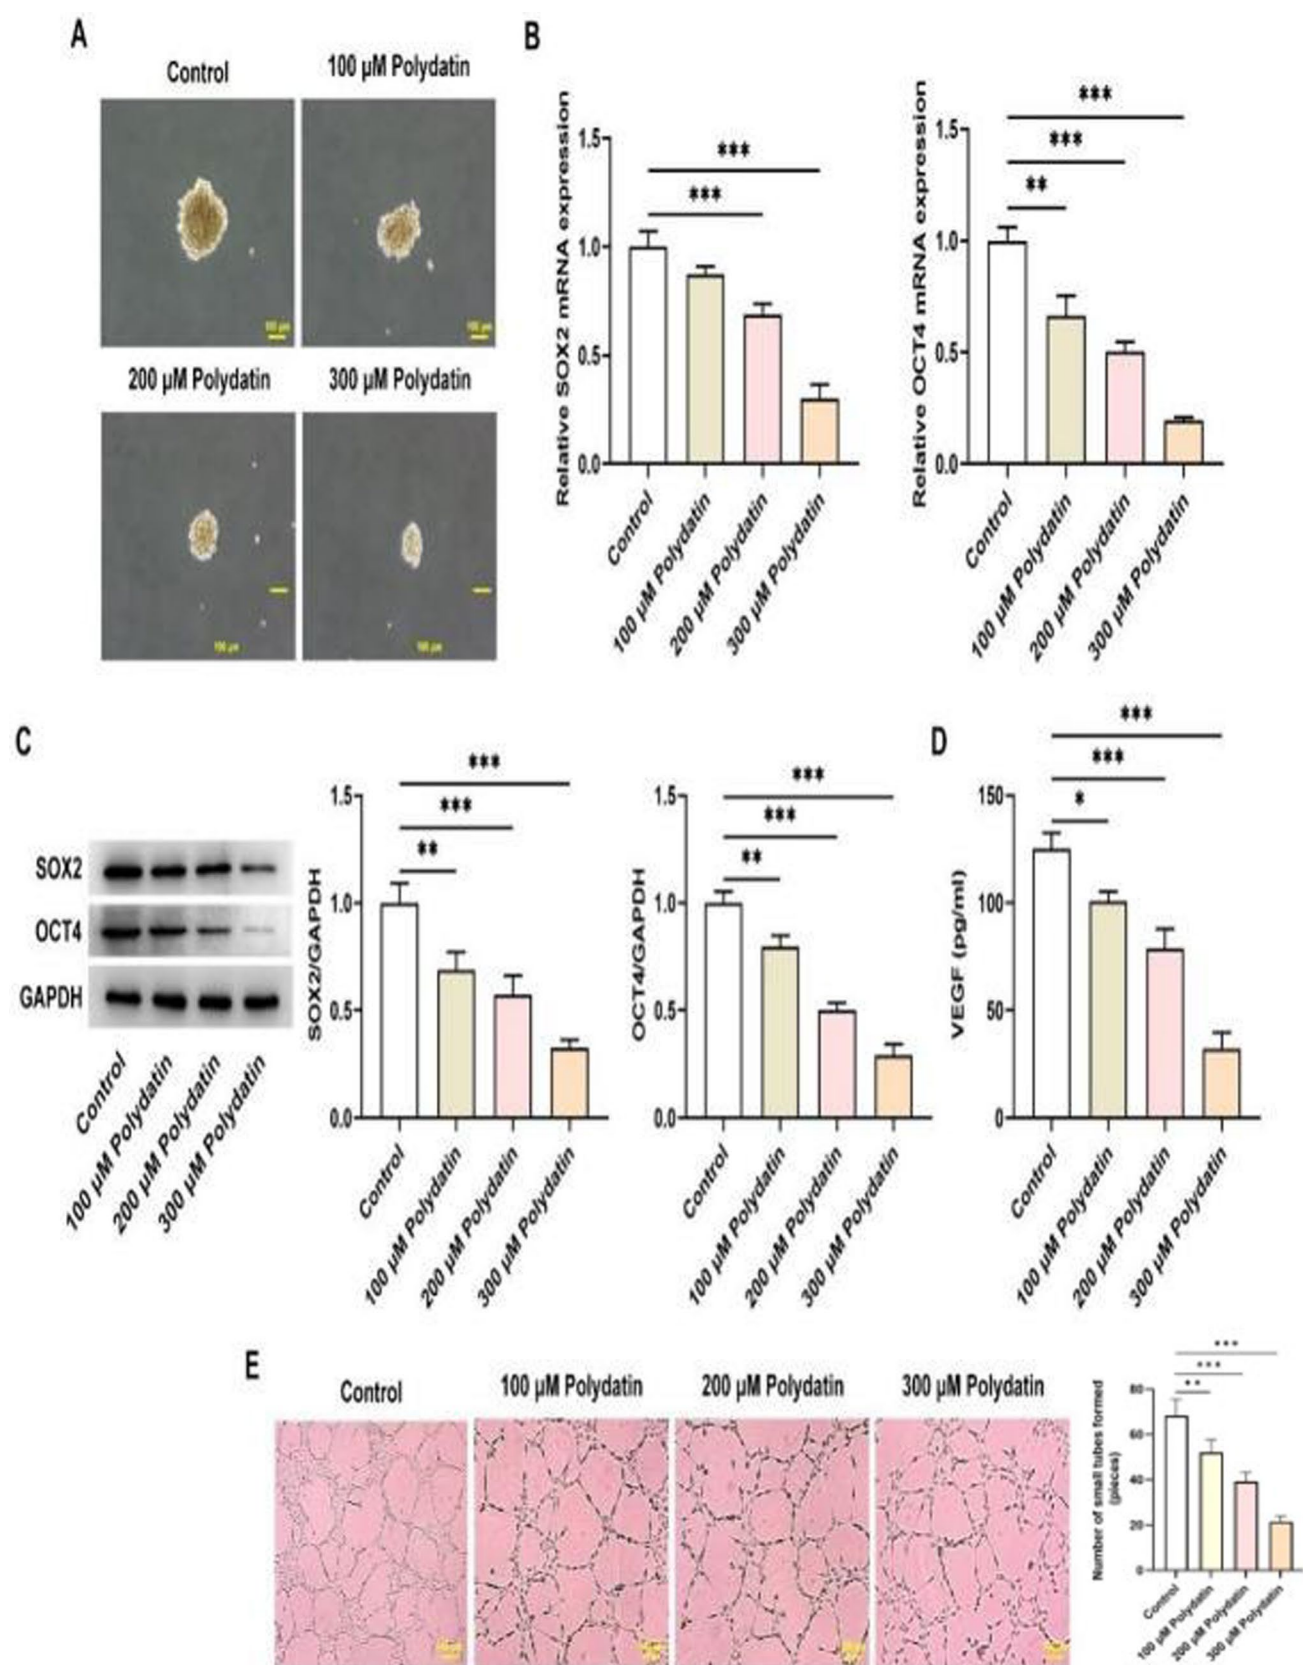 A
Control
100 µM Polydatin
100 µm
100 µm
200 µM Polydatin
300 µM Polydatin
100 µm
100 µm
B
Relative SOX2 mRNA expression
1.5
1.0
0.5
0.0
***
***
Control
100 µM Polydatin
200 µM Polydatin
300 µM Polydatin
Relative OCT4 mRNA expression
1.5
1.0
0.5
0.0
***
***
**
Control
100 µM Polydatin
200 µM Polydatin
300 µM Polydatin
C
SOX2
OCT4
GAPDH
Control
100 µM Polydatin
200 µM Polydatin
300 µM Polydatin
SOX2/GAPDH
1.5
1.0
0.5
0.0
***
***
**
Control
100 µM Polydatin
200 µM Polydatin
300 µM Polydatin
OCT4/GAPDH
1.5
1.0
0.5
0.0
***
***
**
Control
100 µM Polydatin
200 µM Polydatin
300 µM Polydatin
D
VEGF (pg/ml)
150
100
50
0
***
***
*
Control
100 µM Polydatin
200 µM Polydatin
300 µM Polydatin
E
Control
100 µM Polydatin
200 µM Polydatin
300 µM Polydatin
Number of small tubes formed
(pieces)
80
60
40
20
0
***
***
**
Control
100 µM Polydatin
200 µM Polydatin
300 µM Polydatin